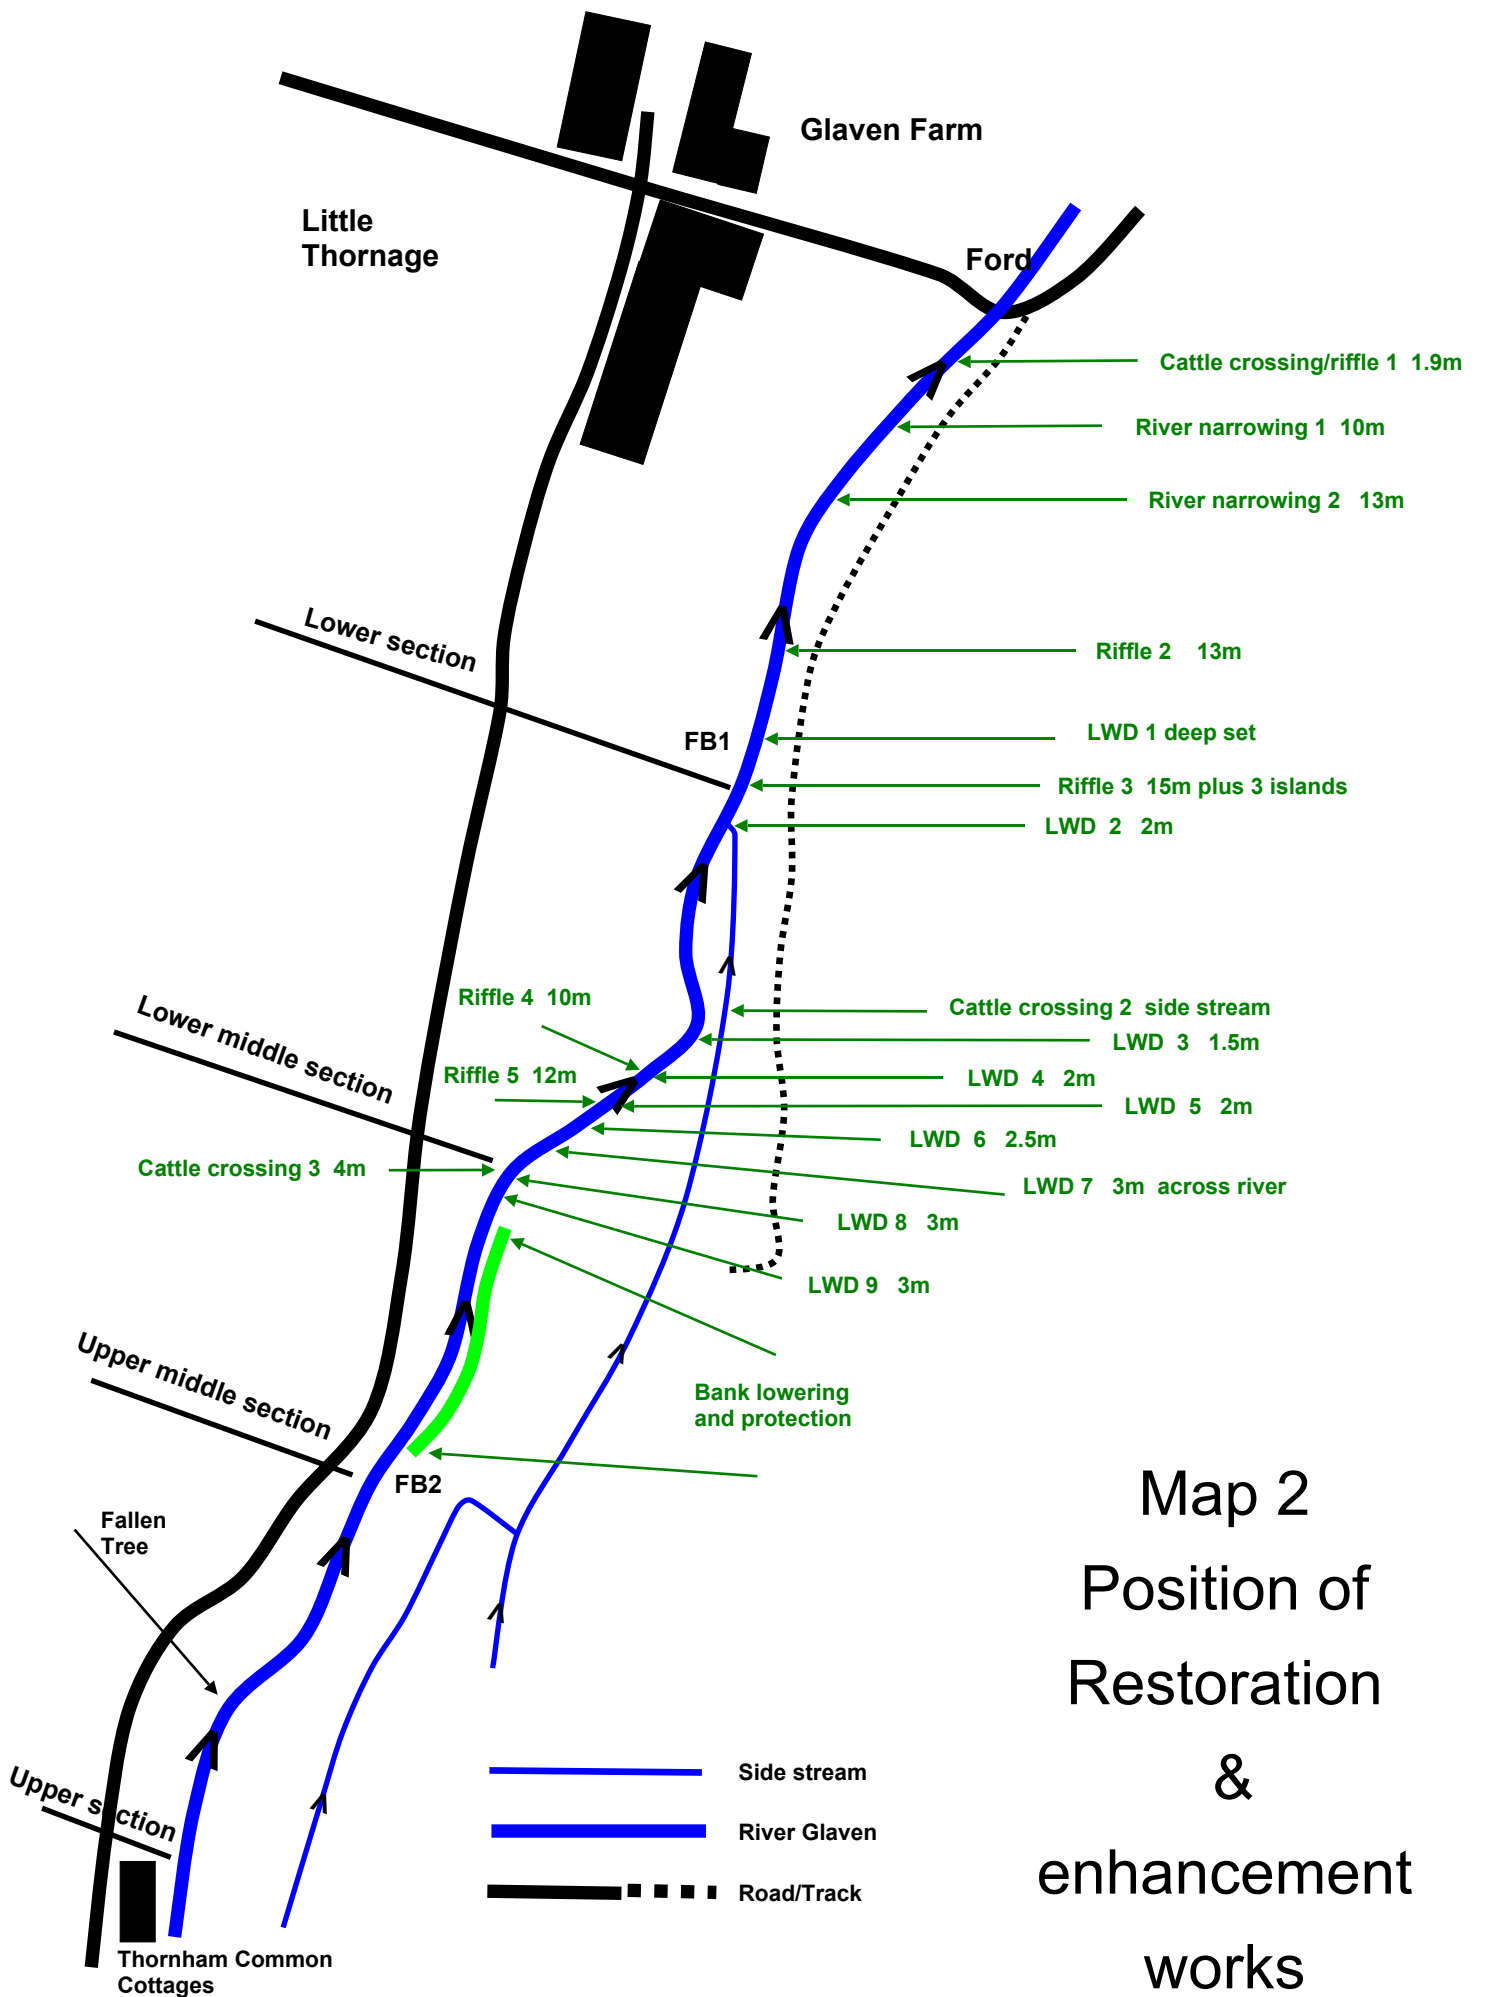 Glaven Farm
Little
Thornage
Ford
Cattle crossing/riffle 1 1.9m
River narrowing 1 10m
River narrowing 2 13m
Lower section
Riffle 2 13m
FB1
LWD 1 deep set
Riffle 3 15m plus 3 islands
LWD 2 2m
Riffle 4 10m
Cattle crossing 2 side stream
Lower middle section
LWD 3 1.5m
Riffle 5 12m
LWD 4 2m
LWD 5 2m
LWD 6 2.5m
Cattle crossing 3 4m
LWD 7 3m across river
LWD 8 3m
LWD 9 3m
Upper middle section
Bank lowering
and protection
FB2
Fallen
Tree
Map 2
Position of
Restoration
&
enhancement
works
Upper section
Side stream
River Glaven
Road/Track
Thornham Common
Cottages